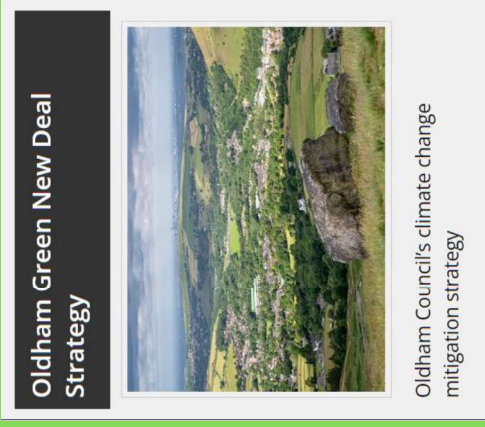 Oldham Green New Deal
Strategy
Oldham Council's climate change
mitigation strategy